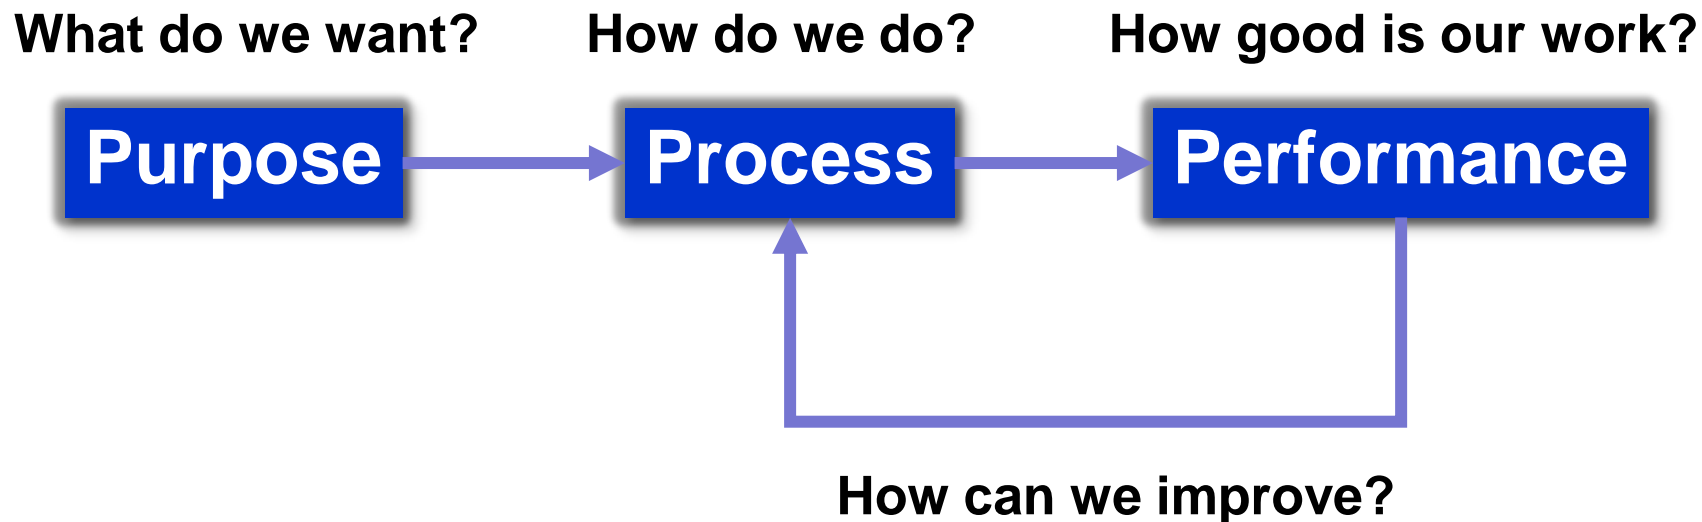 What do we want? How do we do? How good is our work?
Purpose Process Performance
How can we improve?